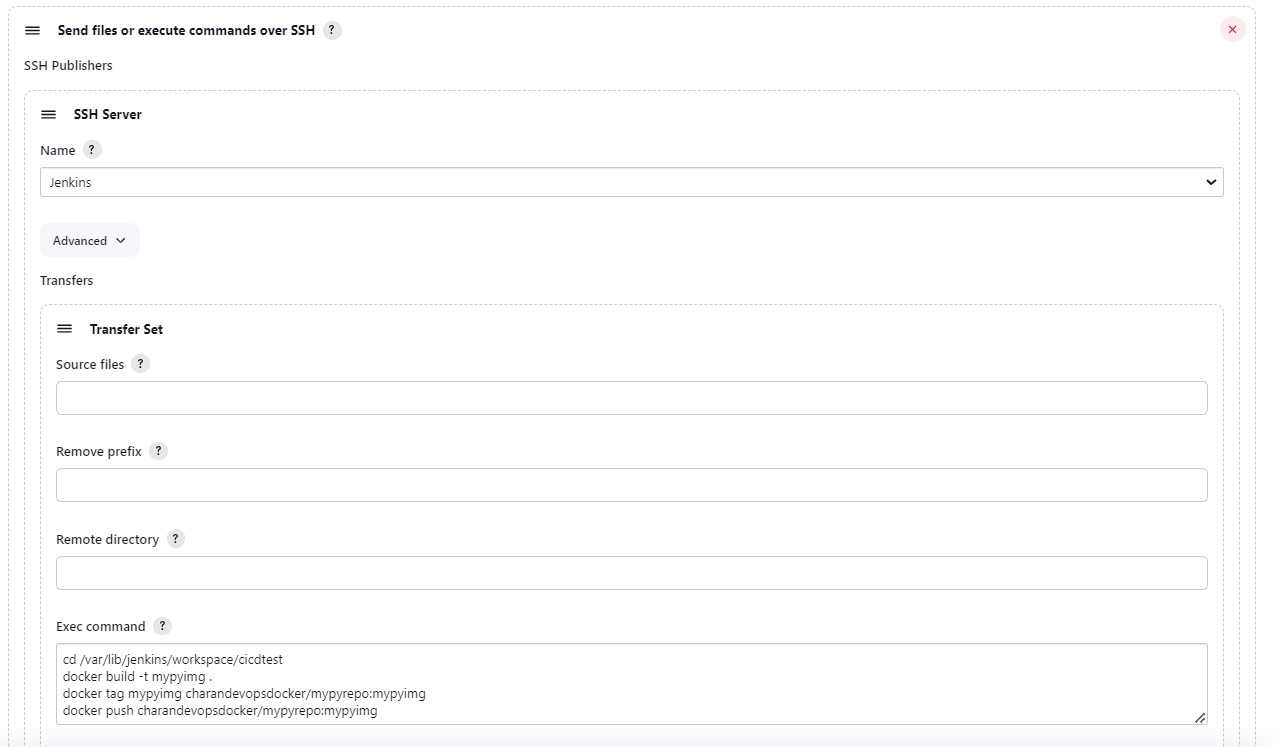 Send files or execute commands over SSH ?
SSH Publishers
SSH Server
Name ?
Jenkins
Advanced
Transfers
Transfer Set
Source files ?
Remove prefix ?
Remote directory ?
Exec command ?
cd /var/lib/jenkins/workspace/cicdtest
docker build -t mypyimg .
docker tag mypyimg charandevopsdocker/mypyrepo:mypyimg
docker push charandevopsdocker/mypyrepo:mypyimg